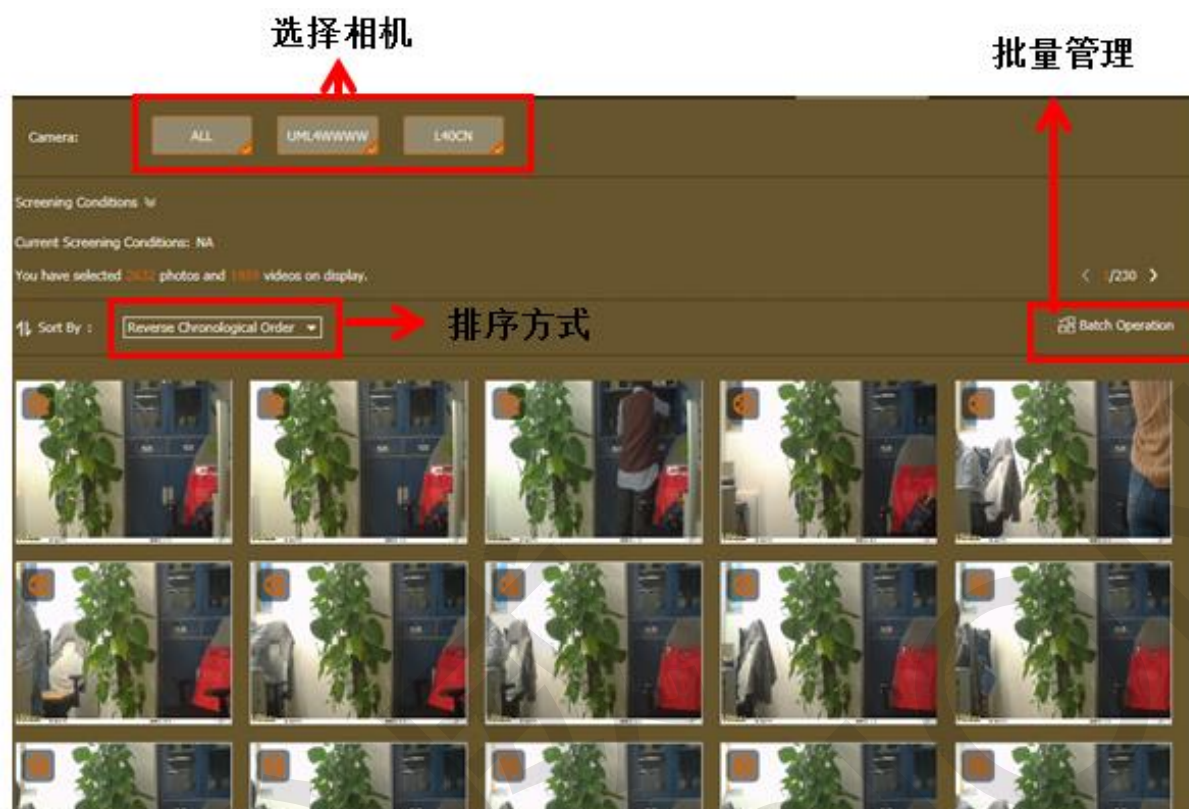 选择相机
批量管理
Camera:
ALL
UML4WWWW
L40CN
Screening Conditions
Current Screening Conditions: NA
You have selected photos and videos on display.
/230
Sort By :
Reverse Chronological Order
排序方式
Batch Operation